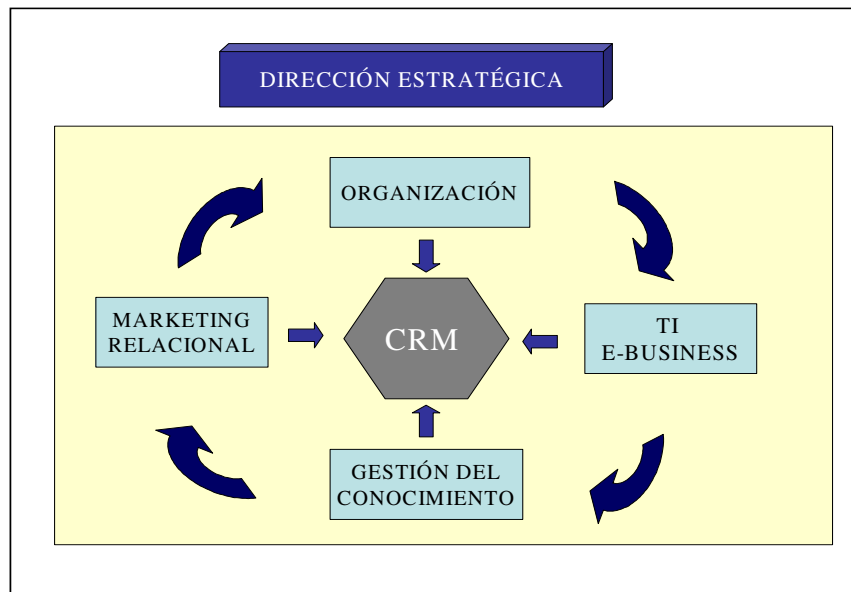 DIRECCIÓN ESTRATÉGICA
ORGANIZACIÓN
MARKETING
RELACIONAL
CRM
TI
E-BUSINESS
GESTIÓN DEL
CONOCIMIENTO